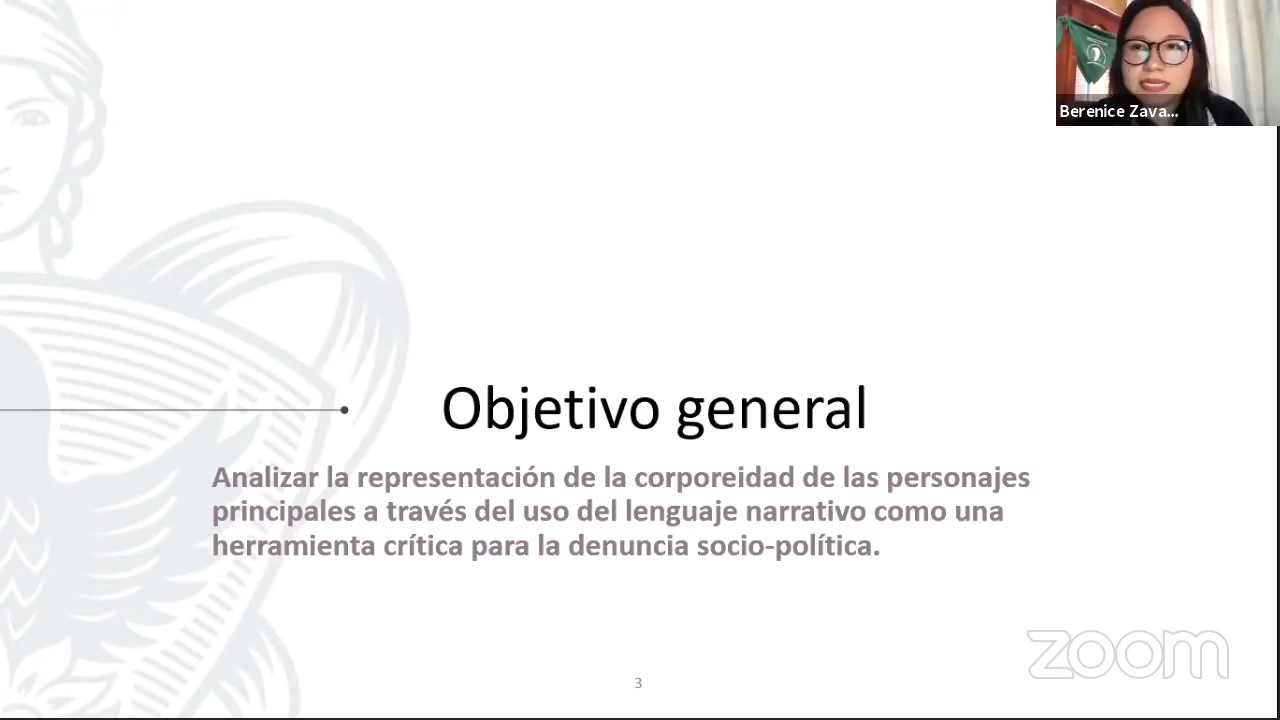 Berenice Zava...
Objetivo general
Analizar la representación de la corporeidad de las personajes
principales a través del uso del lenguaje narrativo como una
herramienta crítica para la denuncia socio-política.
zoom
3